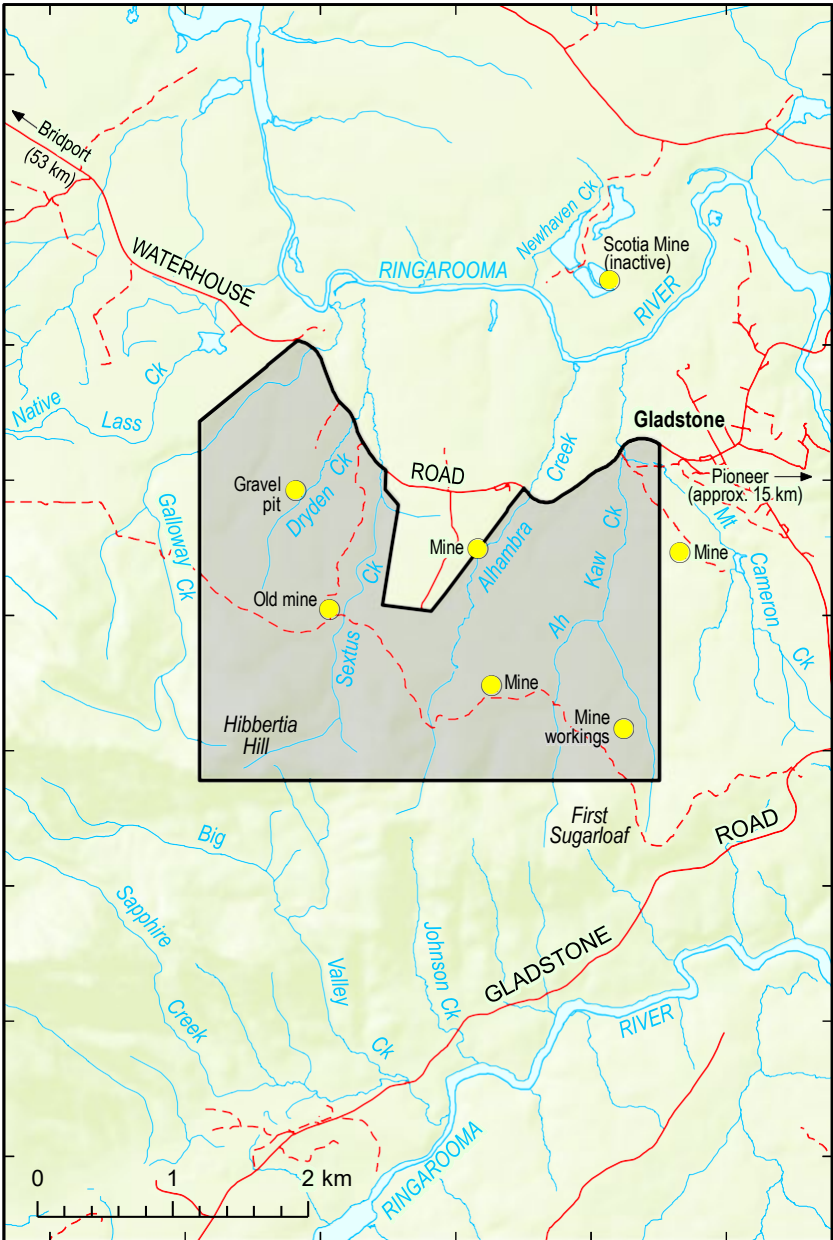 Bridport
(53 km)
WATERHOUSE
Newhaven Ck
Scotia Mine
(inactive)
RINGAROOMA
RIVER
Native
Lass
Ck
Gladstone
ROAD
Creek
Pioneer
(approx. 15 km)
Gravel
pit
Dryden Ck
Galloway Ck
Mine
Alhambra
Ah
Kaw
Ck
Mt
Cameron
Ck
Mine
Old mine
Sextus
Ck
Mine
Mine
workings
Hibbertia
Hill
First
Sugarloaf
ROAD
Big
Valley
Ck
Sapphire
Creek
Johnson Ck
GLADSTONE
RIVER
RINGAROOMA
0 1 2 km